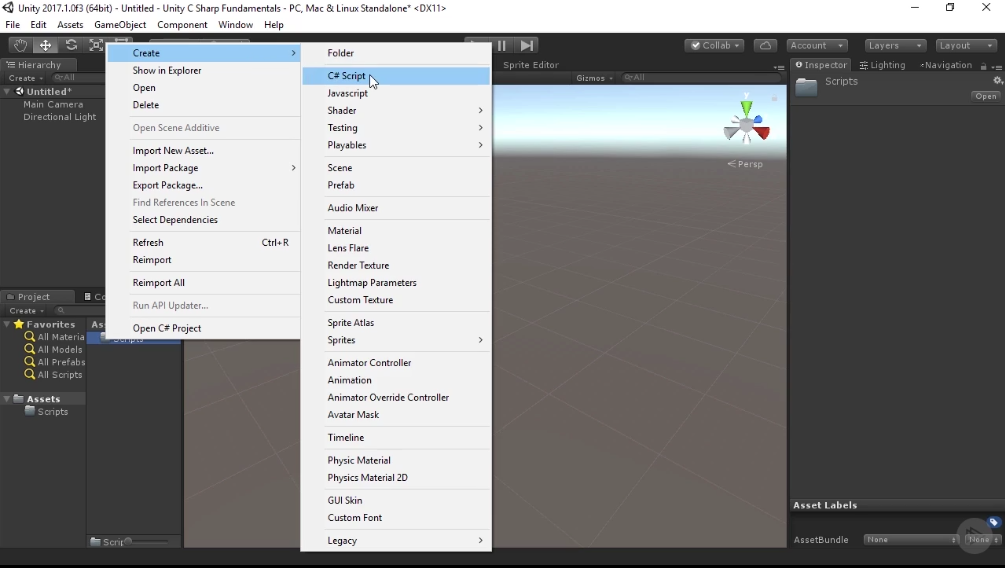 Unity 2017.1.0f3 (64bit) - Untitled - Unity C Sharp Fundamentals - PC, Mac & Linux Standalone* <DX11>
File Edit Assets GameObject Component Window Help
Collab Account Layers Layout
Hierarchy
Create All
Untitled*
Main Camera
Directional Light
Project
Create
Favorites
All Materia
All Models
All Prefabs
All Scripts
Assets
Scripts
Create
Show in Explorer
Open
Delete
Open Scene Additive
Import New Asset...
Import Package
Export Package...
Find References In Scene
Select Dependencies
Refresh Ctrl+R
Reimport
Reimport All
Run API Updater...
Open C# Project
Folder
C# Script
Javascript
Shader
Testing
Playables
Scene
Prefab
Audio Mixer
Material
Lens Flare
Render Texture
Lightmap Parameters
Custom Texture
Sprite Atlas
Sprites
Animator Controller
Animation
Animator Override Controller
Avatar Mask
Timeline
Physic Material
Physics Material 2D
GUI Skin
Custom Font
Legacy
Sprite Editor
Gizmos All
Persp
Inspector Lighting Navigation
Scripts
Open
Asset Labels
AssetBundle None None